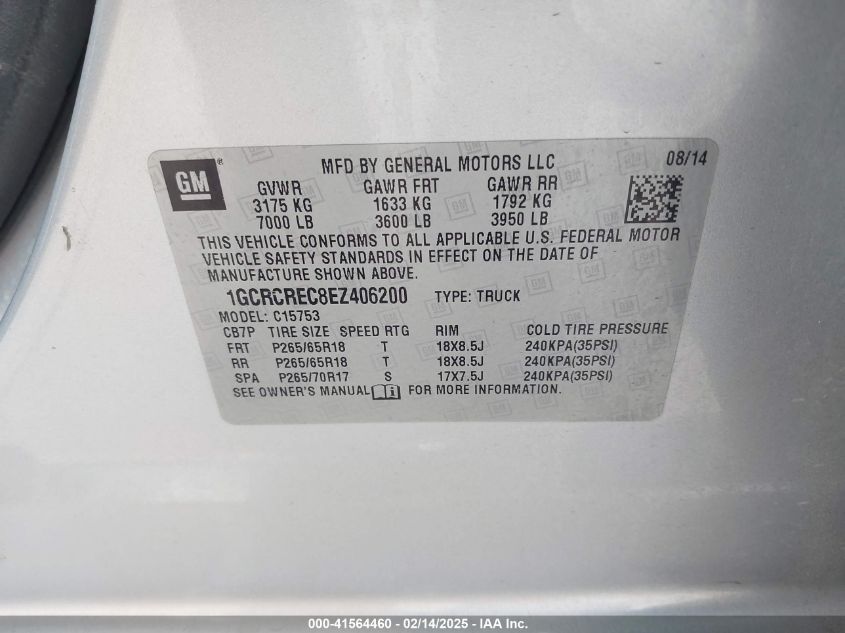 GM ® MFD BY GENERAL MOTORS LLC 08/14
GVWR GAWR FRT GAWR RR
3175 KG 1633 KG 1792 KG
7000 LB 3600 LB 3950 LB
THIS VEHICLE CONFORMS TO ALL APPLICABLE U.S. FEDERAL MOTOR
VEHICLE SAFETY STANDARDS IN EFFECT ON THE DATE OF
MANUFACTURE SHOWN ABOVE.
1GCRCREC8EZ406200 TYPE: TRUCK
MODEL: C15753
CB7P TIRE SIZE SPEED RTG RIM COLD TIRE PRESSURE
FRT P265/65R18 T 18X8.5J 240KPA(35PSI)
RR P265/65R18 T 18X8.5J 240KPA(35PSI)
SPA P265/70R17 S 17X7.5J 240KPA(35PSI)
SEE OWNER'S MANUAL i FOR MORE INFORMATION.
000-41564460 - 02/14/2025 - IAA Inc.